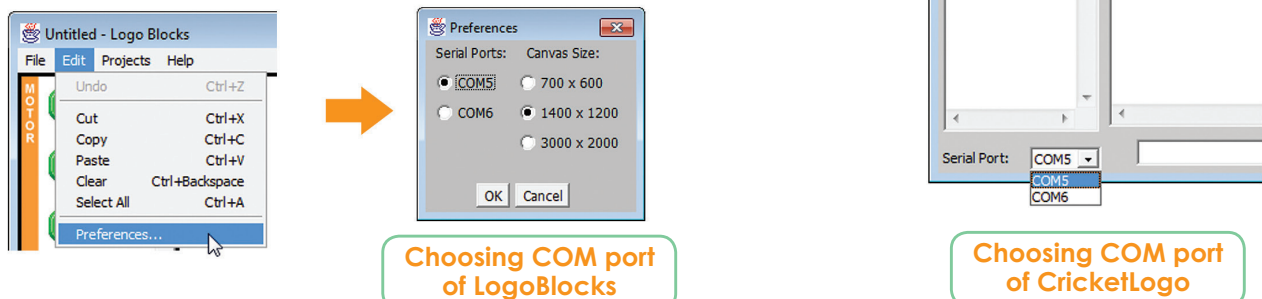 Untitled - Logo Blocks
File Edit Projects Help
MOTOR
Undo Ctrl+Z
Cut Ctrl+X
Copy Ctrl+C
Paste Ctrl+V
Clear Ctrl+Backspace
Select All Ctrl+A
Preferences...
Preferences
Serial Ports: Canvas Size:
COM5 700 x 600
COM6 1400 x 1200
3000 x 2000
OK Cancel
Choosing COM port
of LogoBlocks
Serial Port: COM5
COM5
COM6
Choosing COM port
of CricketLogo